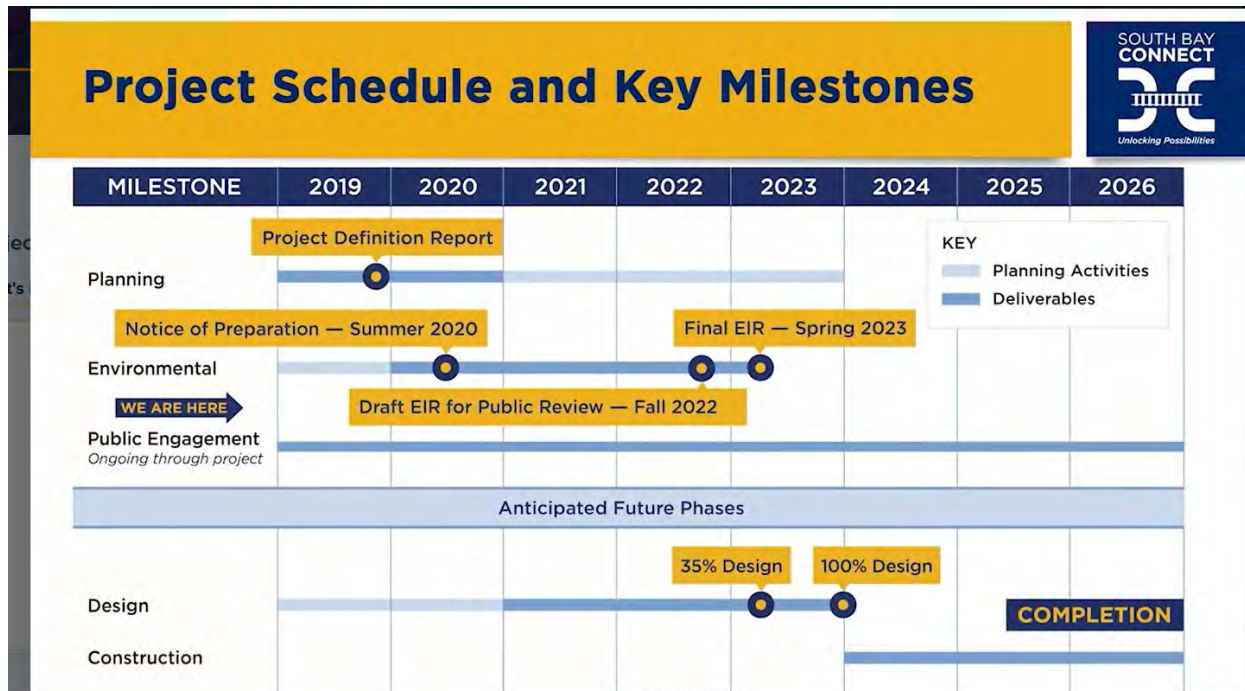 Project Schedule and Key Milestones
SOUTH BAY
CONNECT
Unlocking Possibilities
MILESTONE 2019 2020 2021 2022 2023 2024 2025 2026
Project Definition Report
KEY
Planning Activities
Deliverables
Planning
Notice of Preparation — Summer 2020
Final EIR — Spring 2023
Environmental
WE ARE HERE
Draft EIR for Public Review — Fall 2022
Public Engagement
Ongoing through project
Anticipated Future Phases
35% Design
100% Design
Design
COMPLETION
Construction